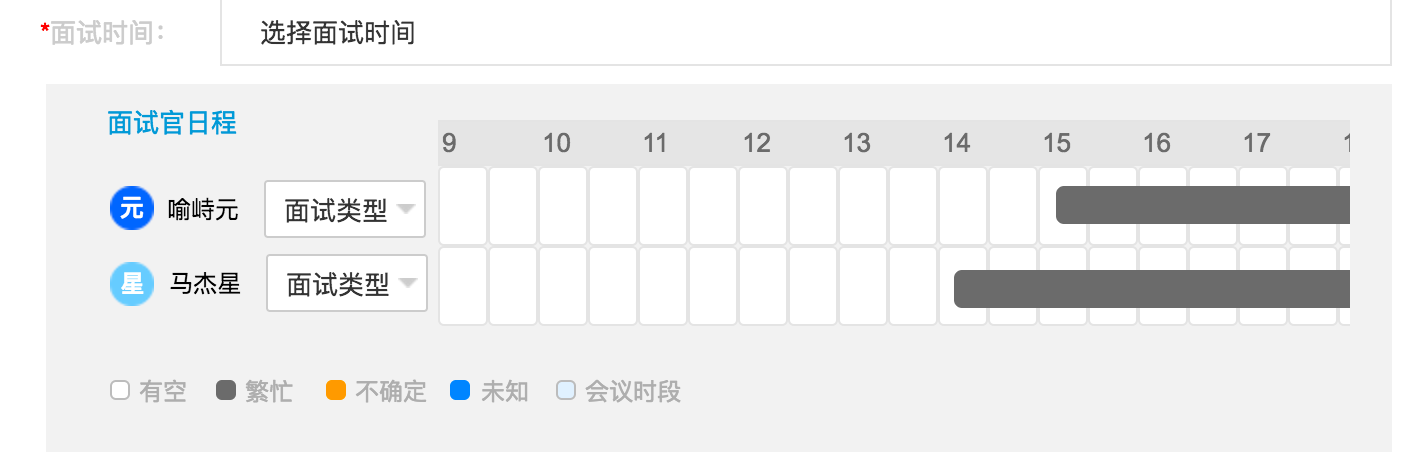 *面试时间： 选择面试时间
面试官日程
9 10 11 12 13 14 15 16 17
元 喻峙元 面试类型
星 马杰星 面试类型
有空 繁忙 不确定 未知 会议时段